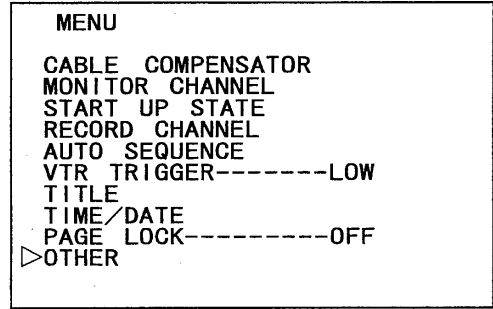 MENU
CABLE COMPENSATOR
MONITOR CHANNEL
START UP STATE
RECORD CHANNEL
AUTO SEQUENCE
VTR TRIGGER-------LOW
TITLE
TIME/DATE
PAGE LOCK---------OFF
▷OTHER